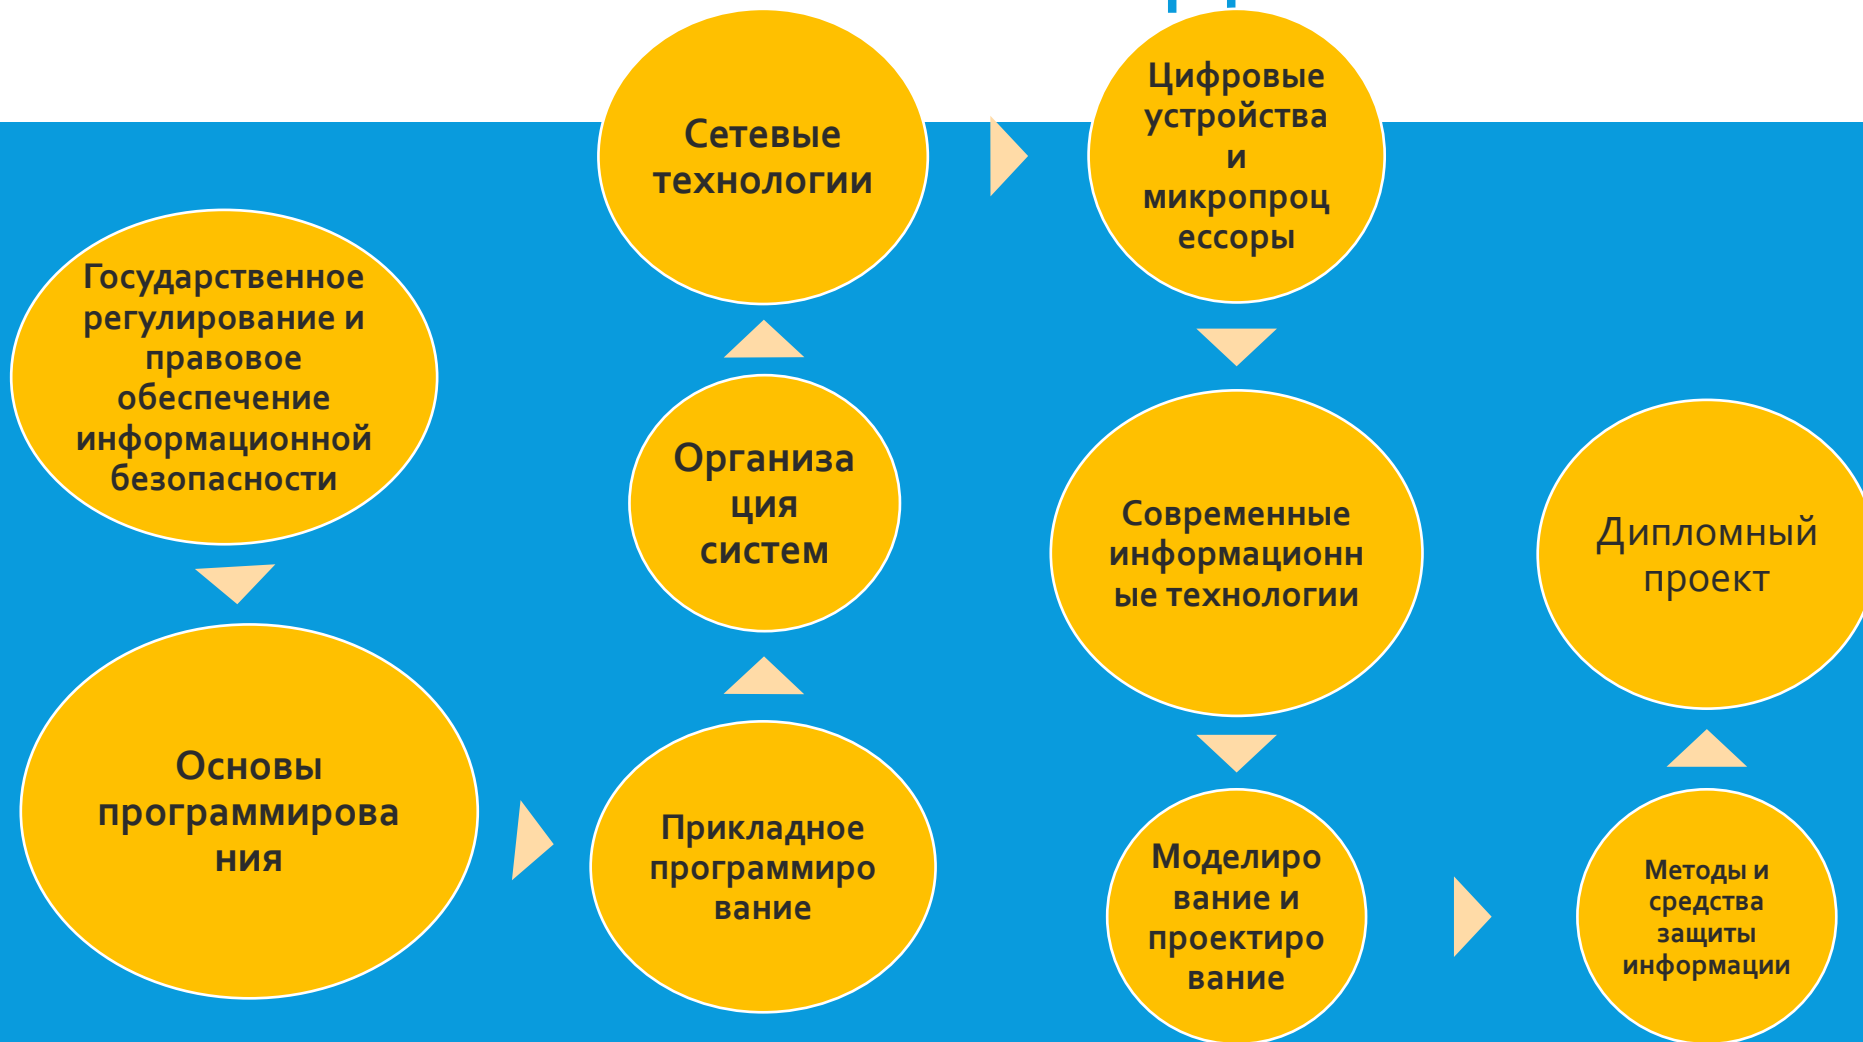 Государственное
регулирование и
правовое
обеспечение
информационной
безопасности
Основы
программирова
ния
Прикладное
программиро
вание
Организа
ция
систем
Сетевые
технологии
Цифровые
устройства
и
микропроц
ессоры
Современные
информационн
ые технологии
Моделиро
вание и
проектиро
вание
Методы и
средства
защиты
информации
Дипломный
проект